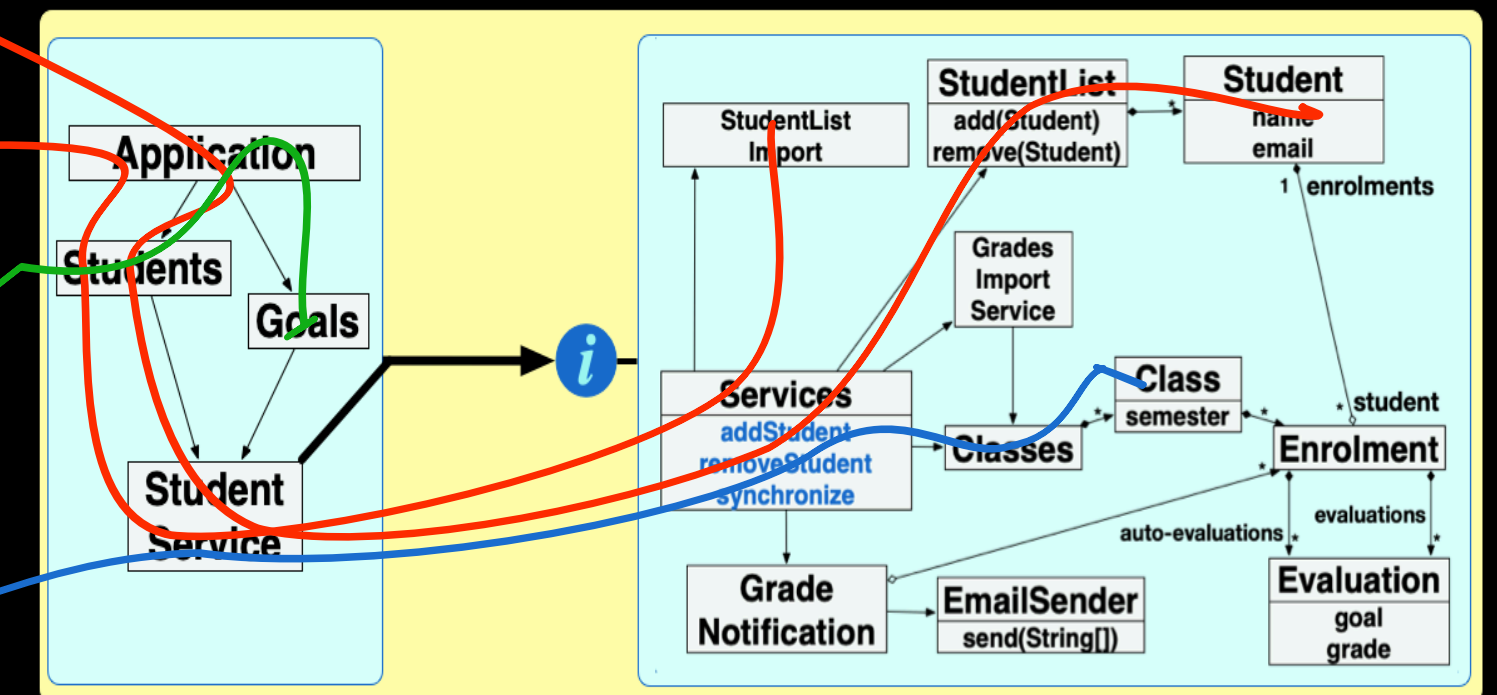 Application
Students
Goals
Student
Service
i
StudentList
Import
StudentList
add(Student)
remove(Student)
*
Student
name
email
1 enrolments
Grades
Import
Service
Services
addStudent
removeStudent
synchronize
Classes
*
Class
semester
*
* student
Enrolment
*
auto-evaluations *
evaluations
*
Evaluation
goal
grade
Grade
Notification
EmailSender
send(String[])